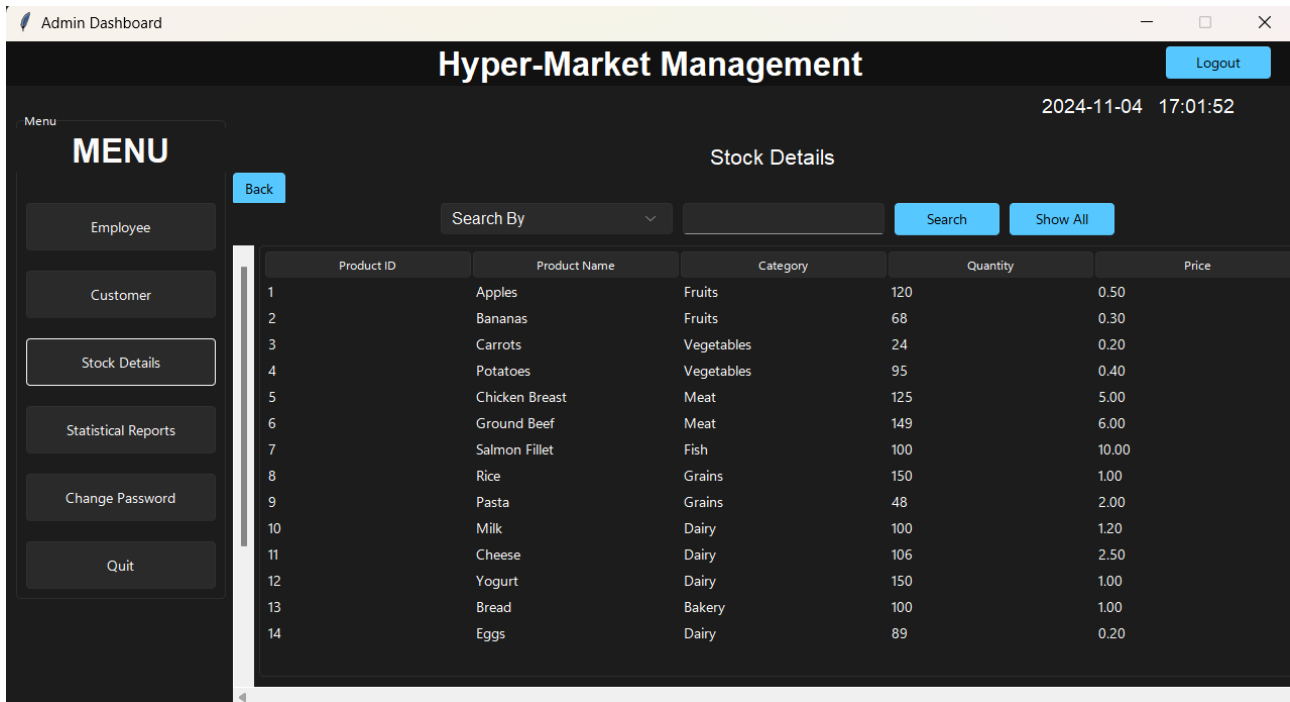 Admin Dashboard
Hyper-Market Management
Logout
2024-11-04 17:01:52
Menu
MENU
Stock Details
Back
Search By
Search
Show All
Employee
Customer
Stock Details
Statistical Reports
Change Password
Quit
Product ID Product Name Category Quantity Price
1 Apples Fruits 120 0.50
2 Bananas Fruits 68 0.30
3 Carrots Vegetables 24 0.20
4 Potatoes Vegetables 95 0.40
5 Chicken Breast Meat 125 5.00
6 Ground Beef Meat 149 6.00
7 Salmon Fillet Fish 100 10.00
8 Rice Grains 150 1.00
9 Pasta Grains 48 2.00
10 Milk Dairy 100 1.20
11 Cheese Dairy 106 2.50
12 Yogurt Dairy 150 1.00
13 Bread Bakery 100 1.00
14 Eggs Dairy 89 0.20